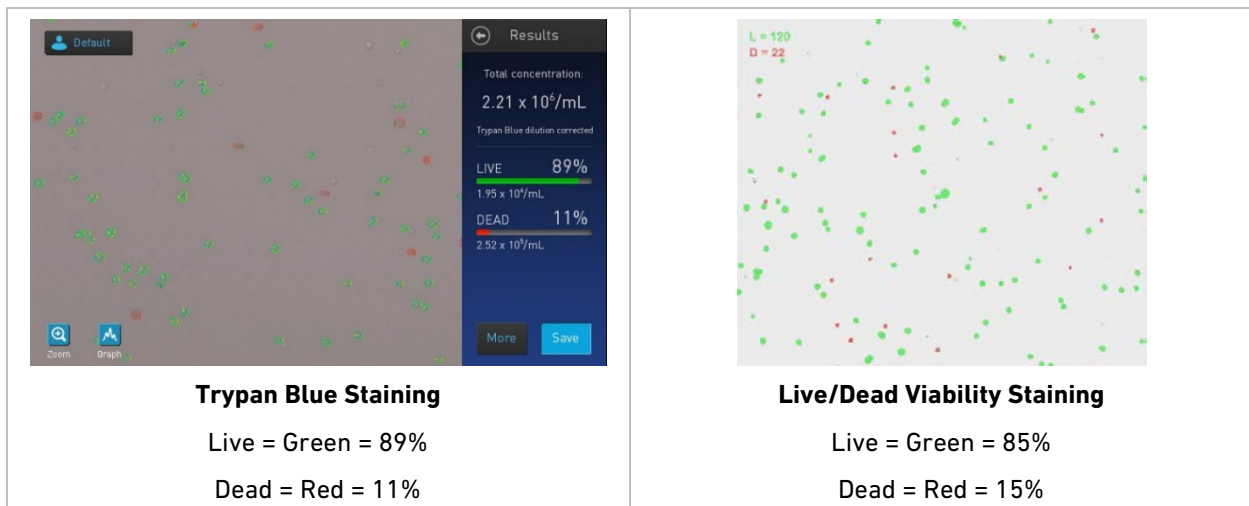 Default
Results
Total concentration:
2.21 x 10⁶/mL
Trypan Blue dilution corrected
LIVE 89%
1.95 x 10⁶/mL
DEAD 11%
2.52 x 10⁵/mL
Zoom
Graph
More
Save
Trypan Blue Staining
Live = Green = 89%
Dead = Red = 11%
L = 120
D = 22
Live/Dead Viability Staining
Live = Green = 85%
Dead = Red = 15%